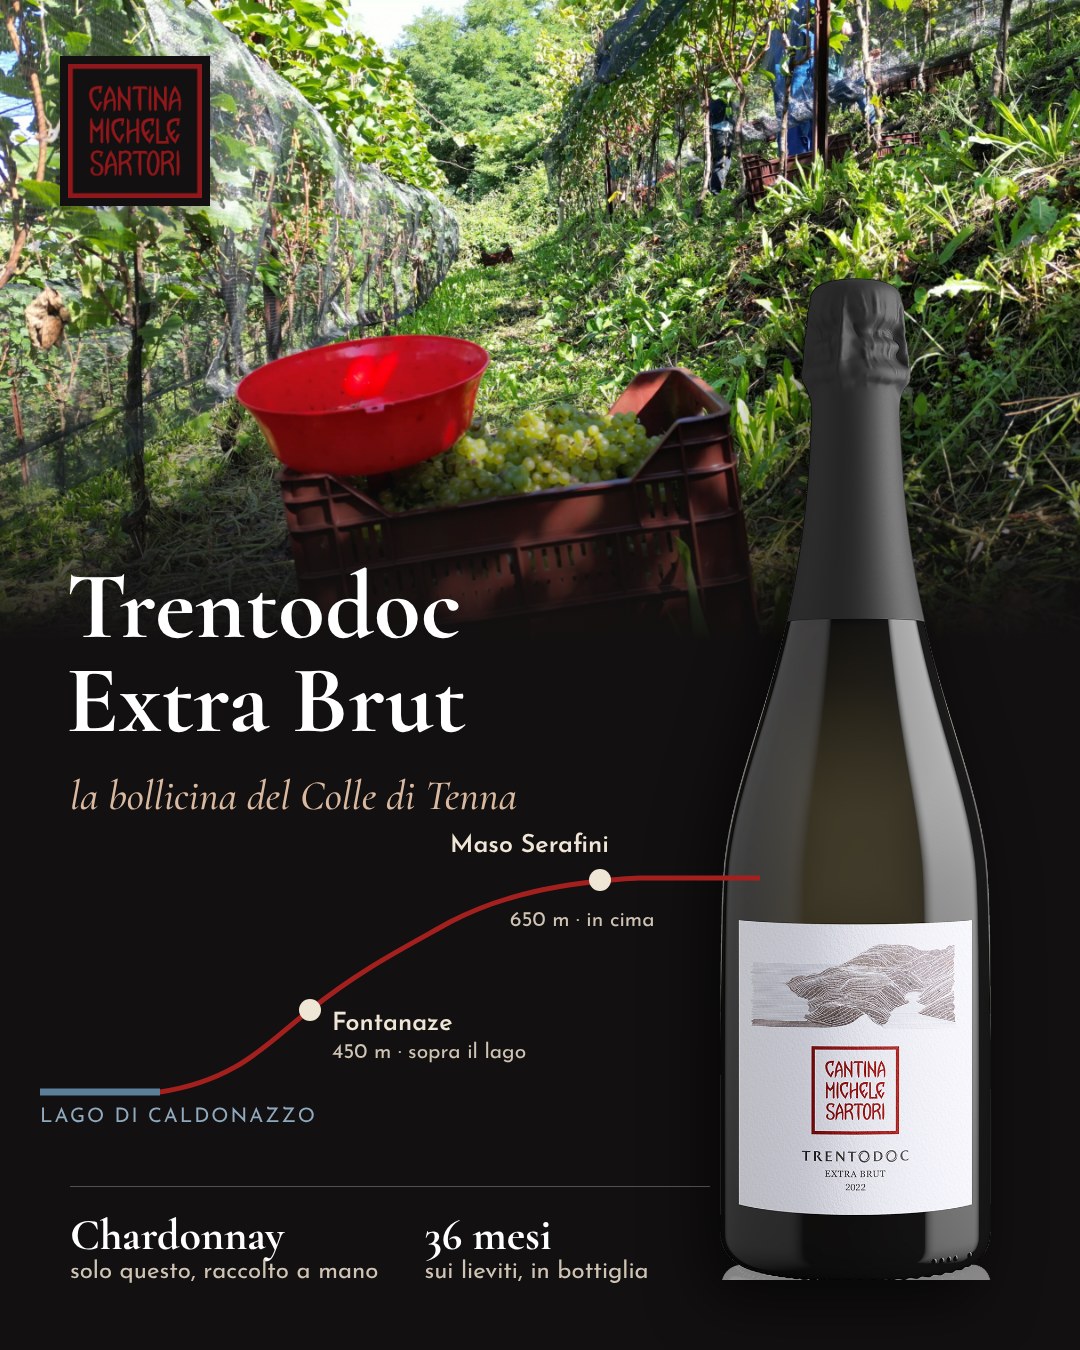 CANTINA
MICHELE
SARTORI
Trentodoc
Extra Brut
la bollicina del Colle di Tenna
Maso Serafini
650 m · in cima
Fontanaze
450 m · sopra il lago
LAGO DI CALDONAZZO
Chardonnay
solo questo, raccolto a mano
36 mesi
sui lieviti, in bottiglia
CANTINA
MICHELE
SARTORI
TRENTODOC
EXTRA BRUT
2022